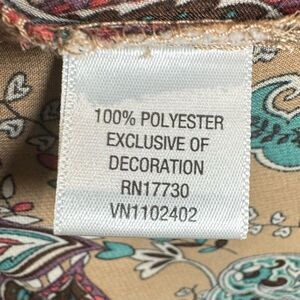 100% POLYESTER
EXCLUSIVE OF
DECORATION
RN17730
VN1102402